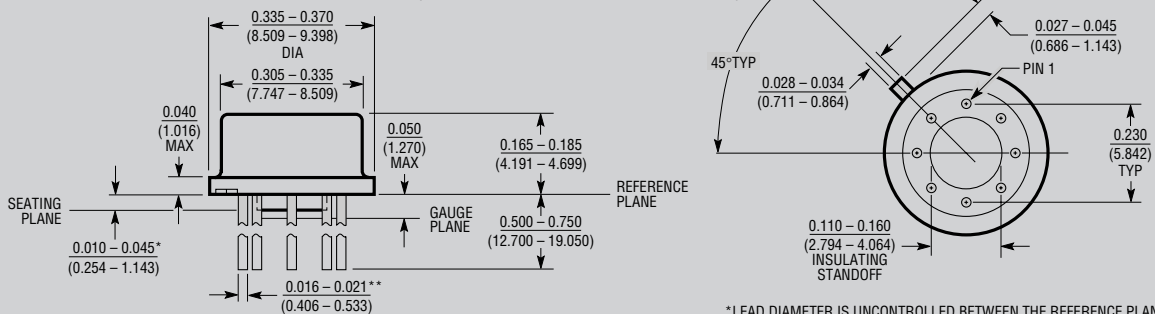 0.335 – 0.370
(8.509 – 9.398)
DIA
0.305 – 0.335
(7.747 – 8.509)
0.040
(1.016)
MAX
0.050
(1.270)
MAX
0.165 – 0.185
(4.191 – 4.699)
SEATING
PLANE
GAUGE
PLANE
REFERENCE
PLANE
0.500 – 0.750
(12.700 – 19.050)
0.010 – 0.045*
(0.254 – 1.143)
0.016 – 0.021**
(0.406 – 0.533)
0.027 – 0.045
(0.686 – 1.143)
45°TYP
PIN 1
0.028 – 0.034
(0.711 – 0.864)
0.230
(5.842)
TYP
0.110 – 0.160
(2.794 – 4.064)
INSULATING
STANDOFF
*LEAD DIAMETER IS UNCONTROLLED BETWEEN THE REFERENCE PLAN